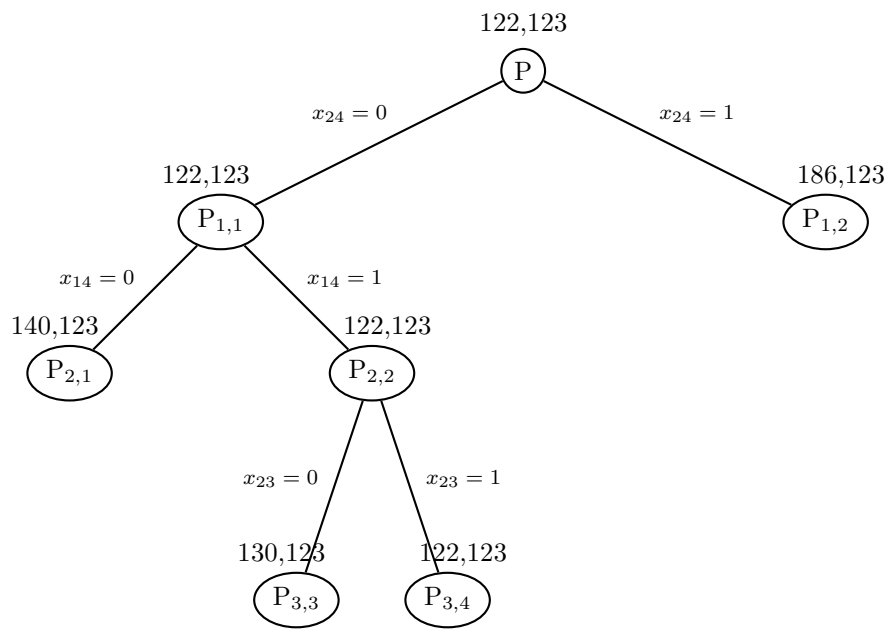 122,123
P
x₂₄ = 0
x₂₄ = 1
122,123
186,123
P₁,₁
P₁,₂
x₁₄ = 0
x₁₄ = 1
140,123
122,123
P₂,₁
P₂,₂
x₂₃ = 0
x₂₃ = 1
130,123
122,123
P₃,₃
P₃,₄